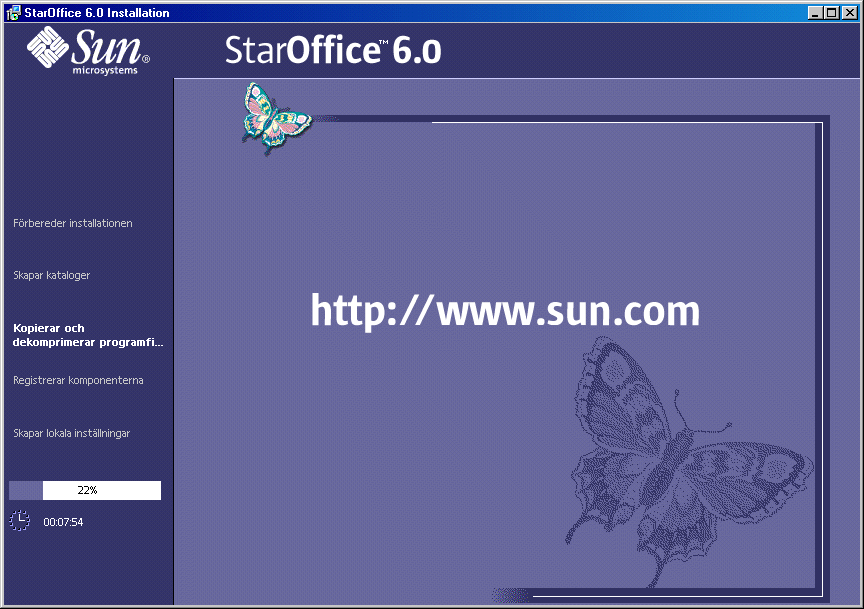 StarOffice 6.0 Installation
Sun®
microsystems
StarOffice™ 6.0
Förbereder installationen
Skapar kataloger
Kopierar och
dekomprimerar programfi...
Registrerar komponenterna
Skapar lokala inställningar
22%
00:07:54
http://www.sun.com